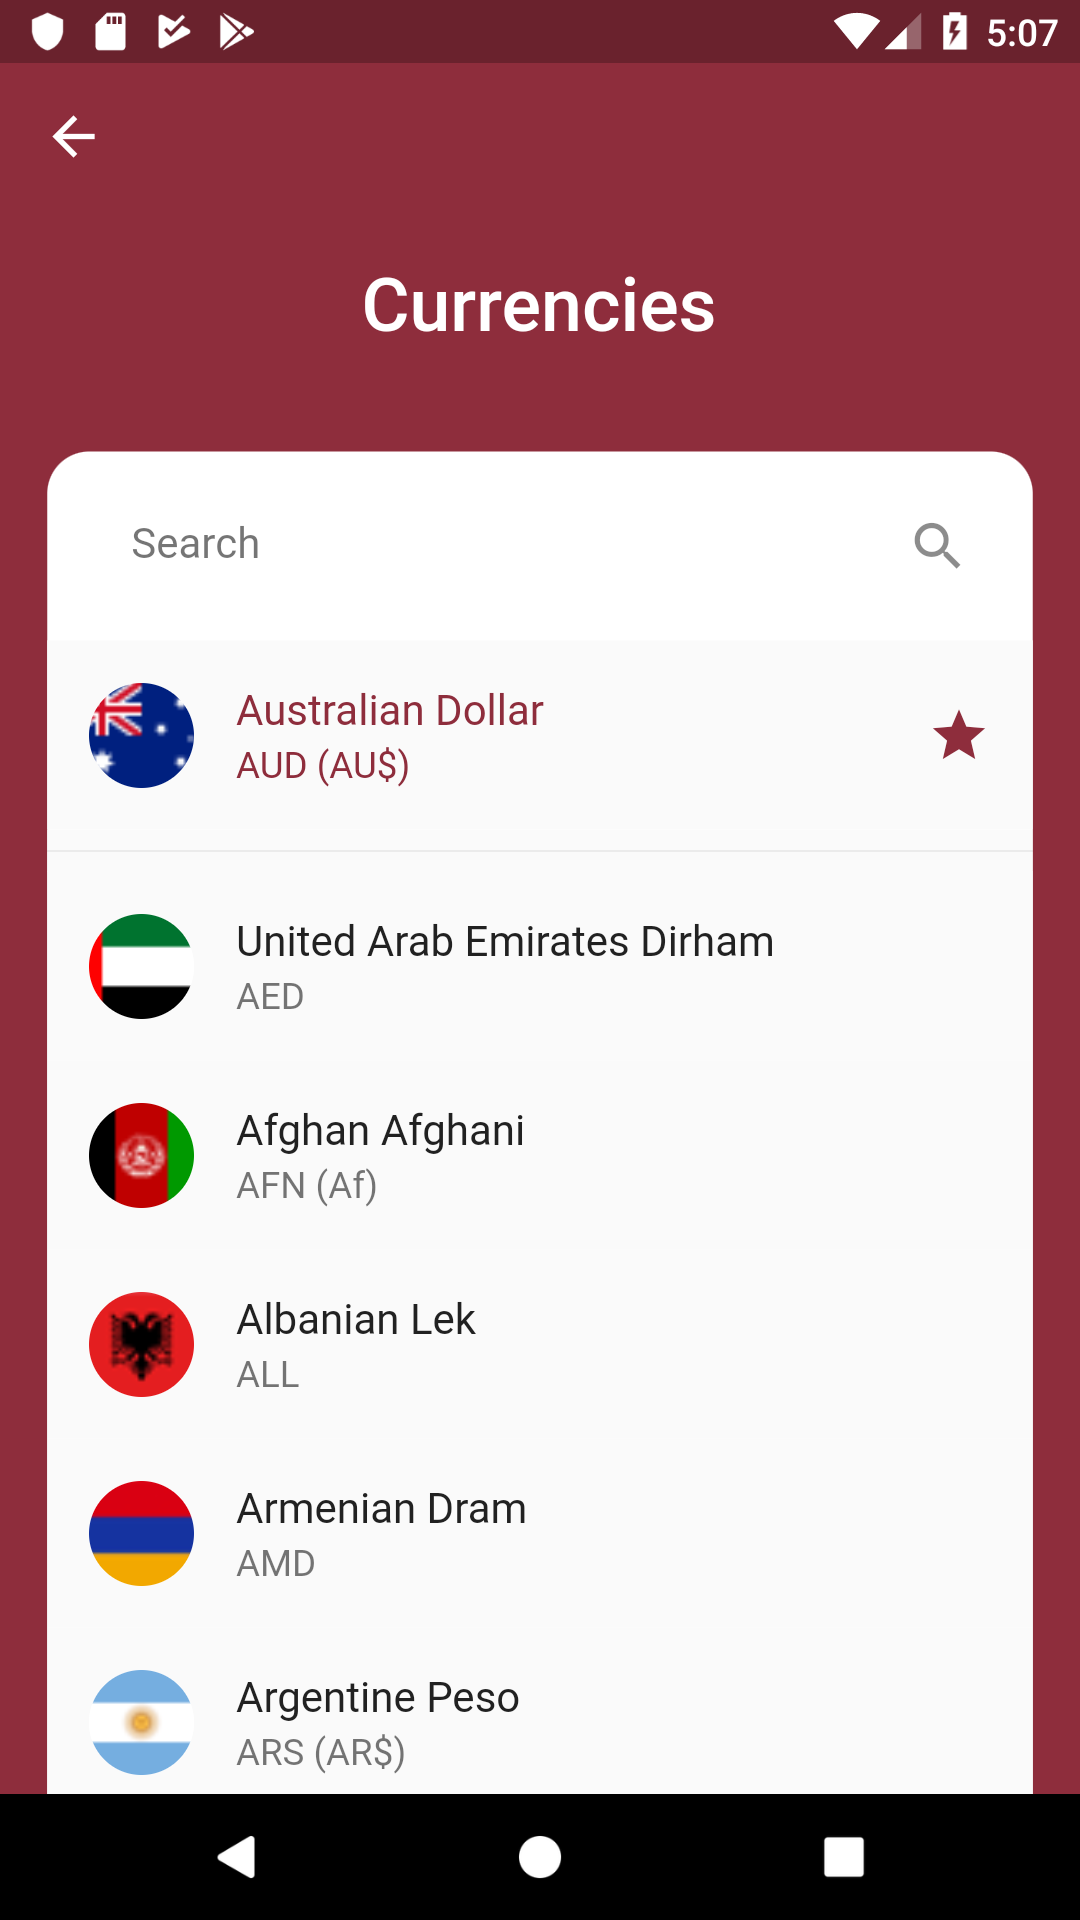 5:07
Currencies
Search
Australian Dollar
AUD (AU$)
United Arab Emirates Dirham
AED
Afghan Afghani
AFN (Af)
Albanian Lek
ALL
Armenian Dram
AMD
Argentine Peso
ARS (AR$)